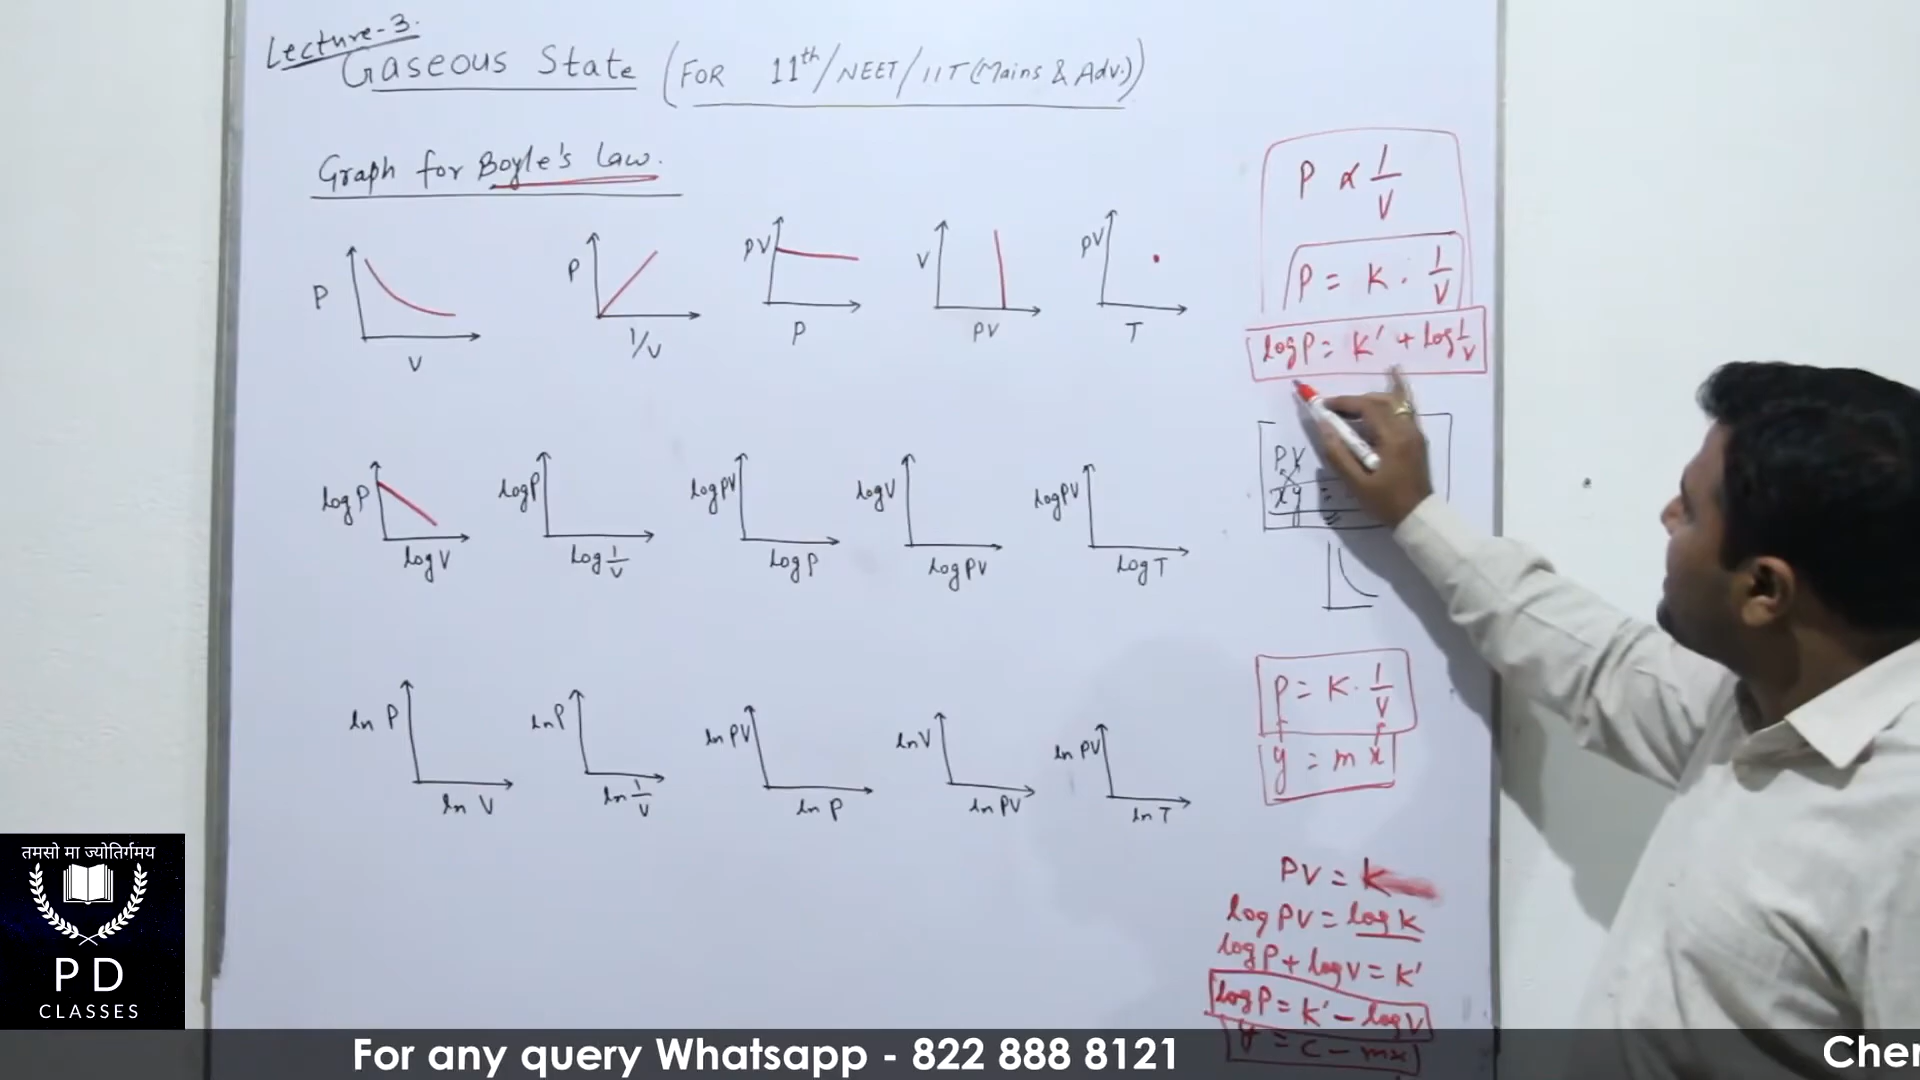 Lecture-3.
Gaseous State (FOR 11th/NEET/IIT (Mains & Adv.))
Graph for Boyle's law.
P
V
P
1/V
PV
P
V
PV
PV
T
P ∝ 1/V
P = K · 1/V
log P = K' + log 1/V
log P
log V
log P
Log 1/V
log PV
Log P
log V
log PV
log PV
Log T
PV
xy =
ln P
ln V
ln P
ln 1/V
ln PV
ln P
ln V
ln PV
ln PV
ln T
P = K · 1/V
y = m x
PV = K
log PV = log K
log P + log V = K'
log P = K' – log V
y = c – mx
तमसो मा ज्योतिर्गमय
PD
CLASSES
For any query Whatsapp - 822 888 8121
Cher